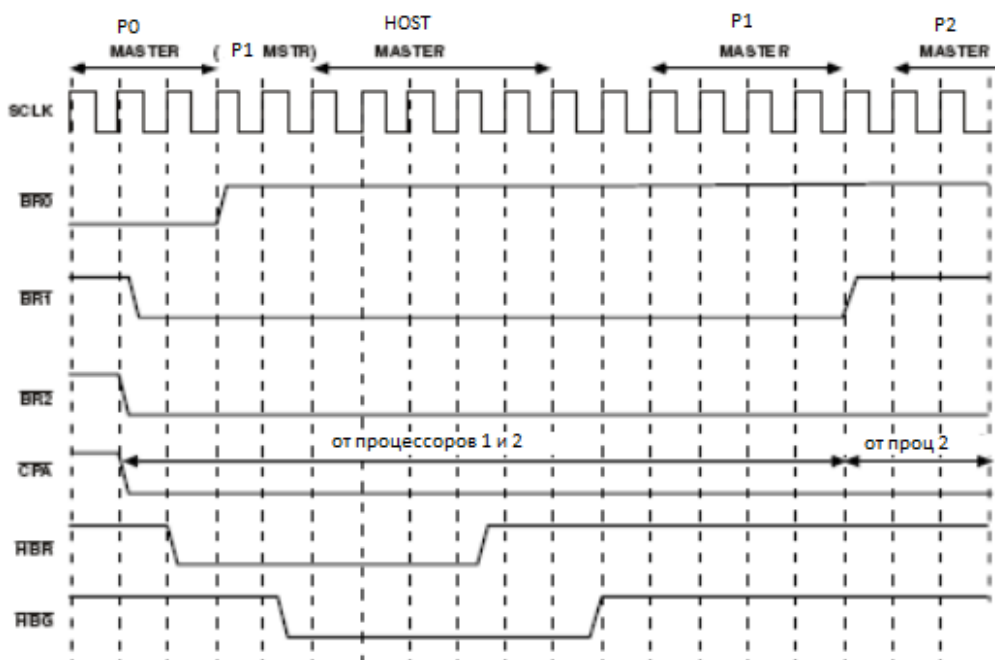 P0 HOST P1 P2
MASTER ( P1 MSTR) MASTER MASTER MASTER
SCLK
BR0
BR1
BR2
от процессоров 1 и 2 от проц 2
CPA
HBR
HBG